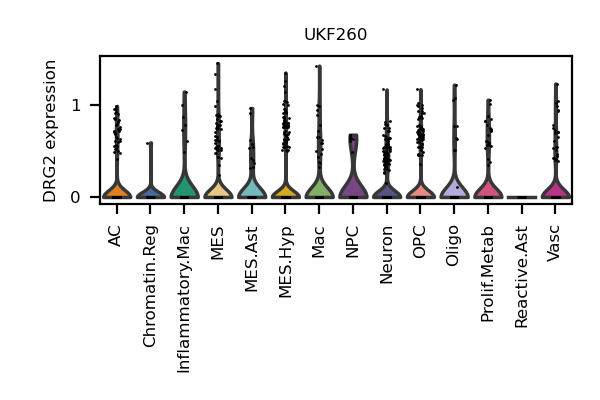 UKF260
DRG2 expression
1
0
AC
Chromatin.Reg
Inflammatory.Mac
MES
MES.Ast
MES.Hyp
Mac
NPC
Neuron
OPC
Oligo
Prolif.Metab
Reactive.Ast
Vasc